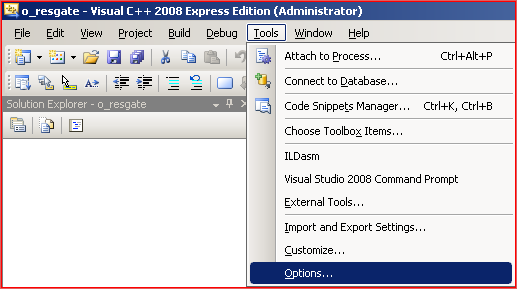 o_resgate - Visual C++ 2008 Express Edition (Administrator)
File Edit View Project Build Debug Tools Window Help
Attach to Process... Ctrl+Alt+P
Connect to Database...
Code Snippets Manager... Ctrl+K, Ctrl+B
Choose Toolbox Items...
ILDasm
Visual Studio 2008 Command Prompt
External Tools...
Import and Export Settings...
Customize...
Options...
Solution Explorer - o_resgate